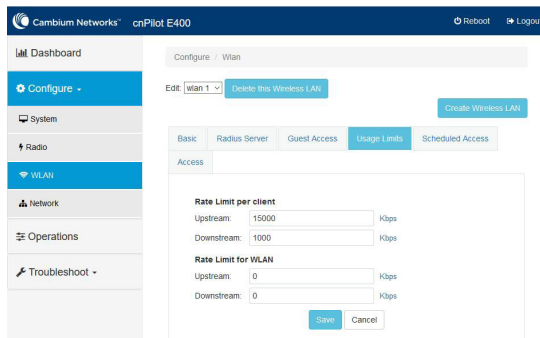 Cambium Networks™ cnPilot E400 Reboot Logou
Dashboard
Configure
System
Radio
WLAN
Network
Operations
Troubleshoot
Configure / Wlan
Edit: wlan 1 Delete this Wireless LAN
Create Wireless LAN
Basic Radius Server Guest Access Usage Limits Scheduled Access
Access
Rate Limit per client
Upstream: 15000 Kbps
Downstream: 1000 Kbps
Rate Limit for WLAN
Upstream: 0 Kbps
Downstream: 0 Kbps
Save Cancel